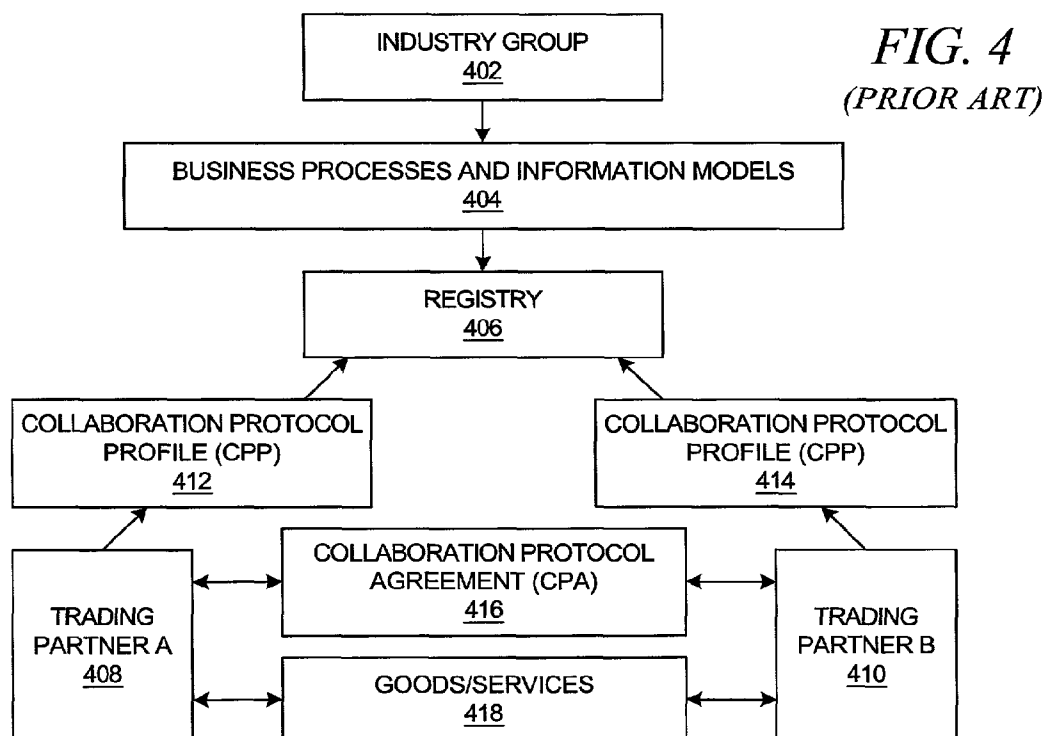 FIG. 4
(PRIOR ART)
INDUSTRY GROUP
402
BUSINESS PROCESSES AND INFORMATION MODELS
404
REGISTRY
406
COLLABORATION PROTOCOL
PROFILE (CPP)
412
COLLABORATION PROTOCOL
PROFILE (CPP)
414
TRADING
PARTNER A
408
COLLABORATION PROTOCOL
AGREEMENT (CPA)
416
GOODS/SERVICES
418
TRADING
PARTNER B
410